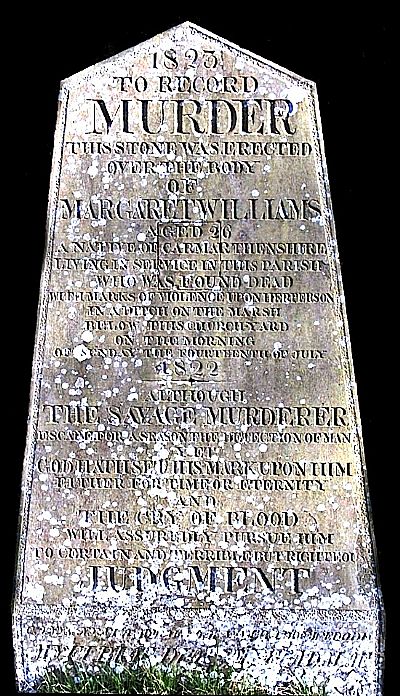 1823
TO RECORD
MURDER
THIS STONE WAS ERECTED
OVER THE BODY
OF
MARGARET WILLIAMS
AGED 26
A NATIVE OF CARMARTHENSHIRE
LIVING IN SERVICE IN THIS PARISH
WHO WAS FOUND DEAD
WITH MARKS OF VIOLENCE UPON HER PERSON
IN A DITCH ON THE MARSH
BELOW THIS CHURCHYARD
ON THE MORNING
OF SUNDAY THE FOURTEENTH OF JULY
1822
ALTHOUGH
THE SAVAGE MURDERER
ESCAPE FOR A SEASON THE DETECTION OF MAN
YET
GOD HATH SET HIS MARK UPON HIM
EITHER FOR TIME OR ETERNITY
AND
THE CRY OF BLOOD
WILL ASSUREDLY PURSUE HIM
TO CERTAIN AND TERRIBLE BUT RIGHTEOU
JUDGMENT